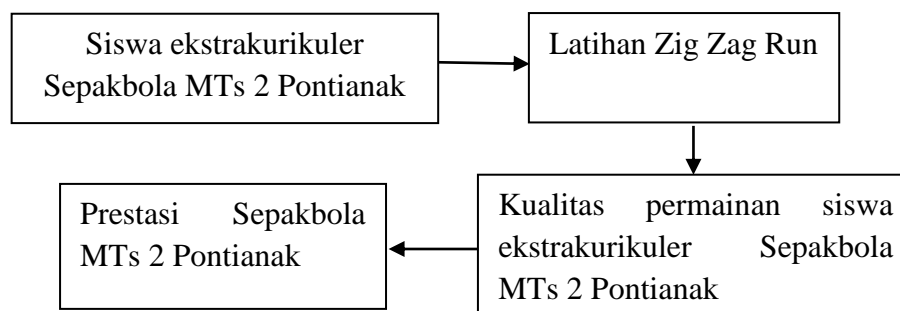 Siswa ekstrakurikuler
Sepakbola MTs 2 Pontianak
Latihan Zig Zag Run
Kualitas permainan siswa
ekstrakurikuler Sepakbola
MTs 2 Pontianak
Prestasi Sepakbola
MTs 2 Pontianak